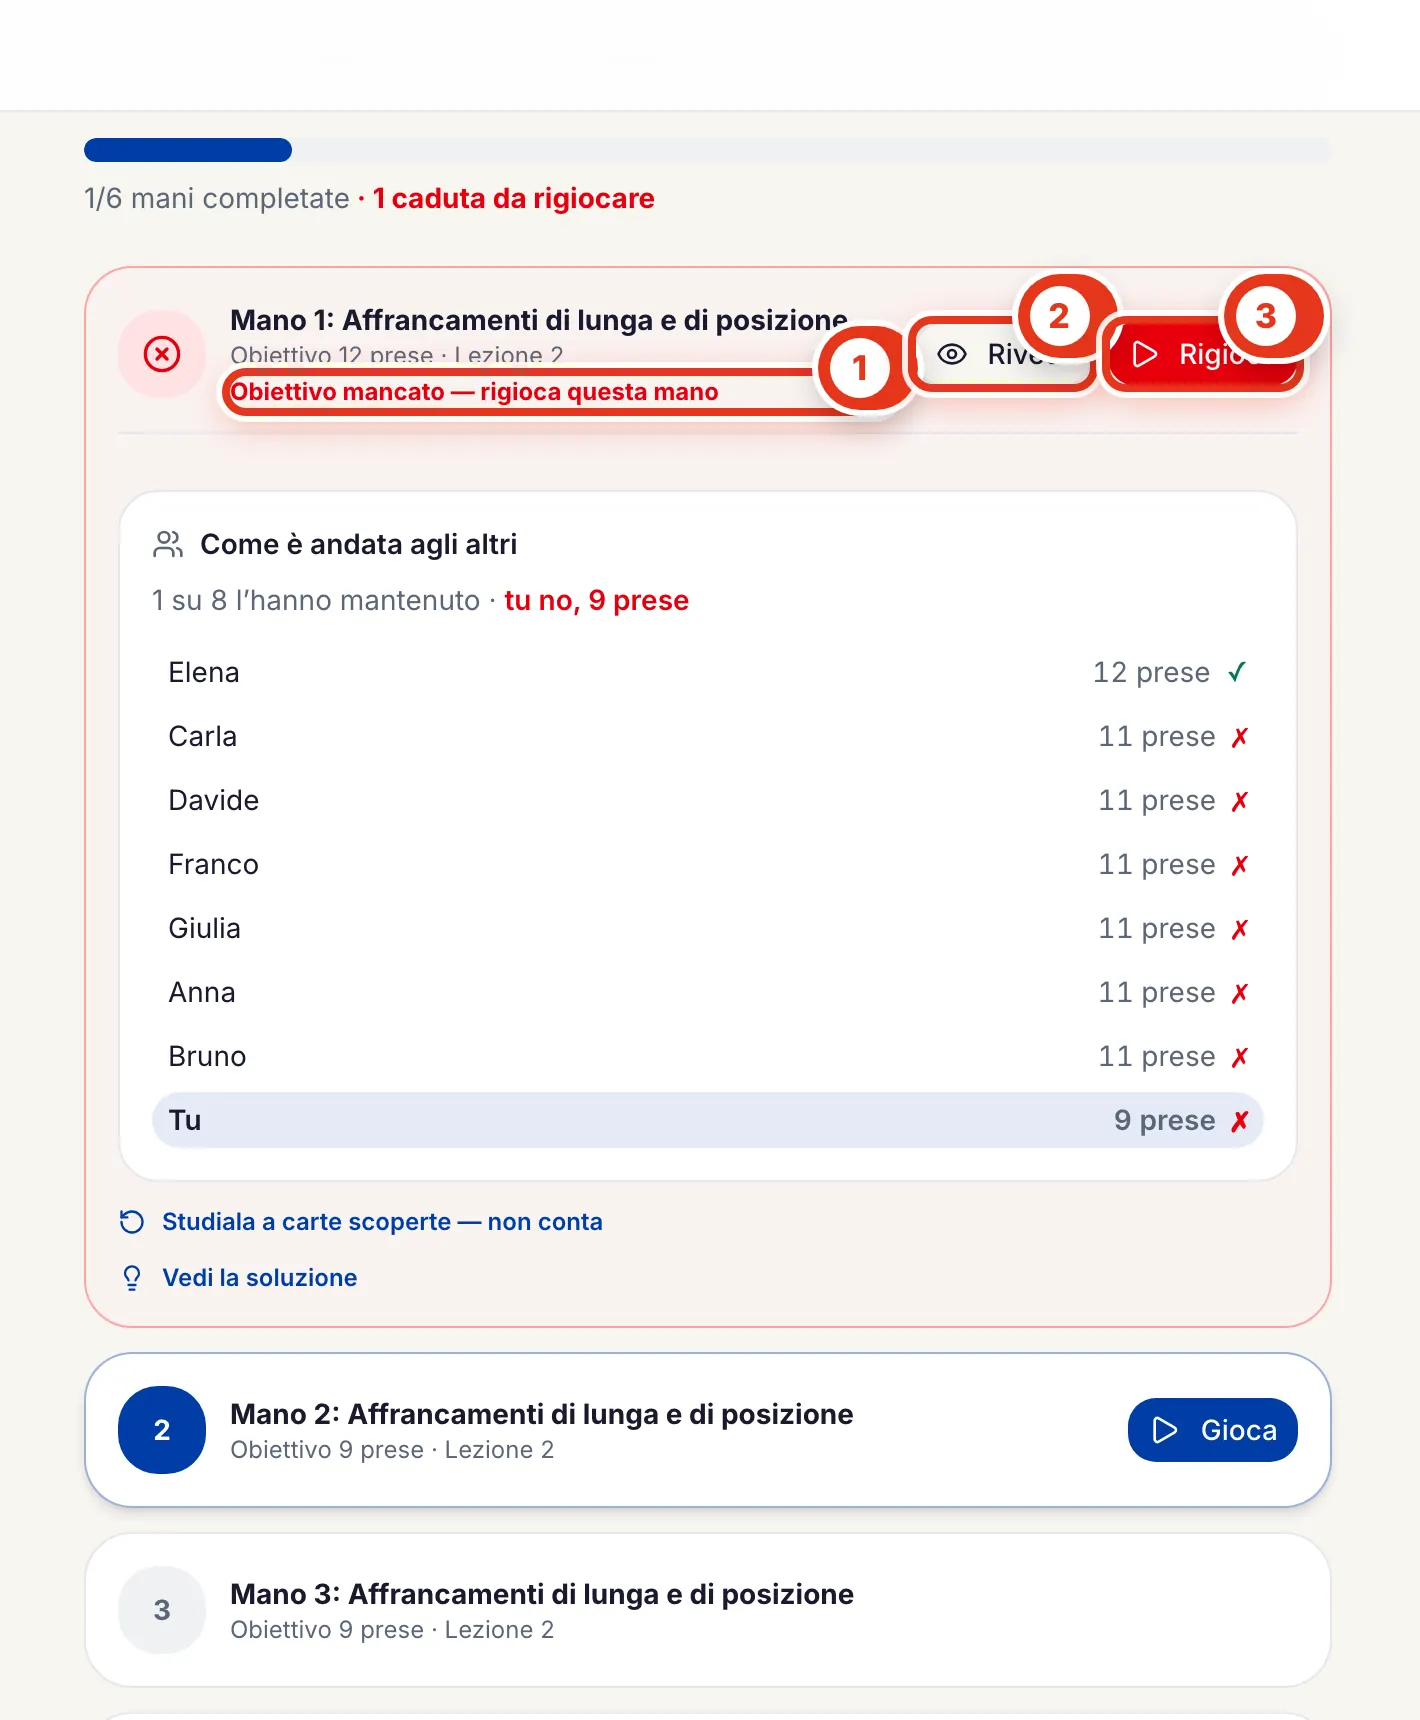 1/6 mani completate · 1 caduta da rigiocare
Mano 1: Affrancamenti di lunga e di posizione
Obiettivo 12 prese · Lezione 2
Obiettivo mancato — rigioca questa mano
1
2
3
Come è andata agli altri
1 su 8 l’hanno mantenuto · tu no, 9 prese
Elena 12 prese ✓
Carla 11 prese ✗
Davide 11 prese ✗
Franco 11 prese ✗
Giulia 11 prese ✗
Anna 11 prese ✗
Bruno 11 prese ✗
Tu 9 prese ✗
Studiala a carte scoperte — non conta
Vedi la soluzione
2
Mano 2: Affrancamenti di lunga e di posizione
Obiettivo 9 prese · Lezione 2
Gioca
3
Mano 3: Affrancamenti di lunga e di posizione
Obiettivo 9 prese · Lezione 2